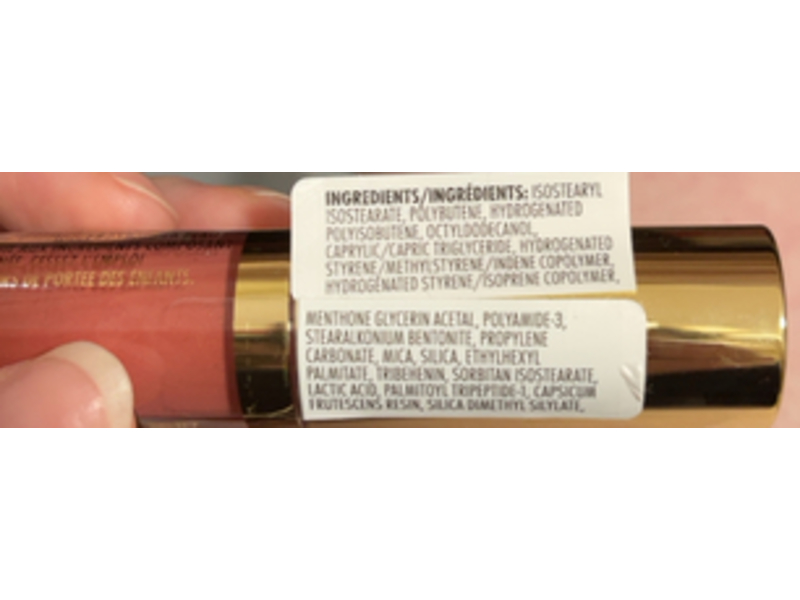 INGREDIENTS/INGRÉDIENTS: ISOSTEARYL
ISOSTEARATE, POLYBUTENE, HYDROGENATED
POLYISOBUTENE, OCTYLDODECANOL,
CAPRYLIC/CAPRIC TRIGLYCERIDE, HYDROGENATED
STYRENE/METHYLSTYRENE/INDENE COPOLYMER,
HYDROGENATED STYRENE/ISOPRENE COPOLYMER,
MENTHONE GLYCERIN ACETAL, POLYAMIDE-3,
STEARALKONIUM BENTONITE, PROPYLENE
CARBONATE, MICA, SILICA, ETHYLHEXYL
PALMITATE, TRIBEHENIN, SORBITAN ISOSTEARATE,
LACTIC ACID, PALMITOYL TRIPEPTIDE-1, CAPSICUM
FRUTESCENS RESIN, SILICA DIMETHYL SILYLATE,
L'EMPLOI
DE PORTÉE DES ENFANTS.